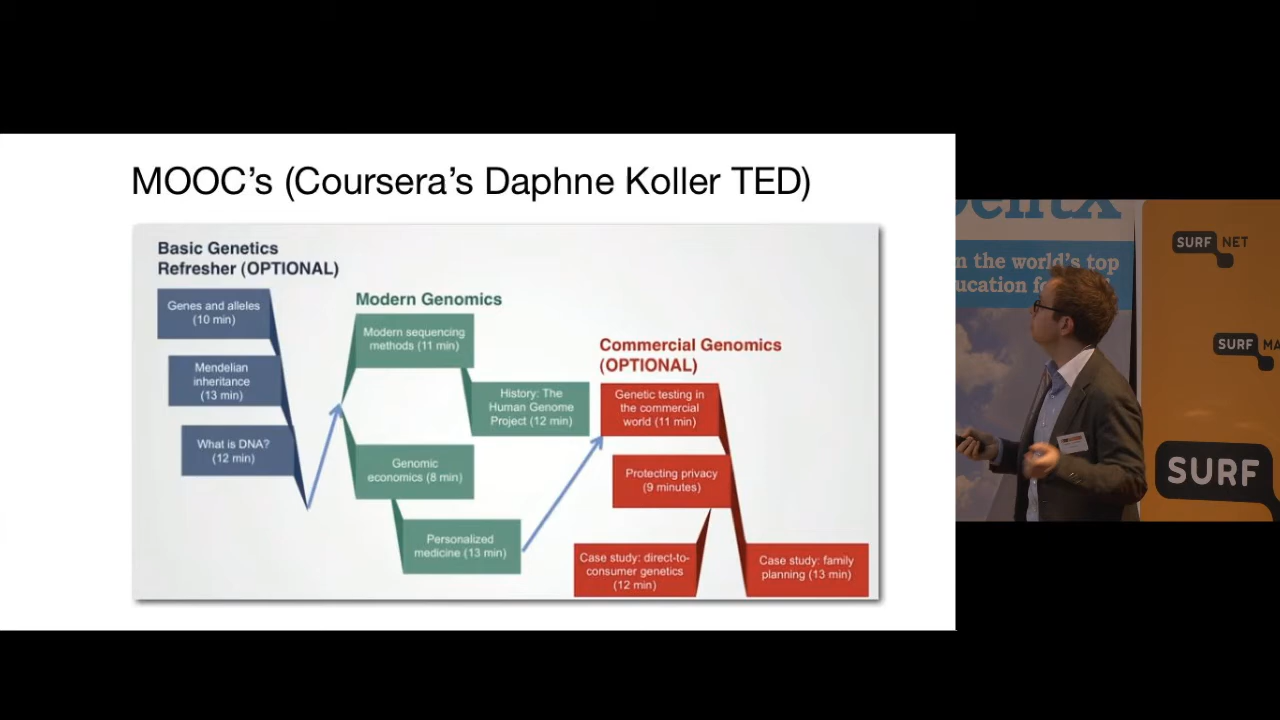 MOOC’s (Coursera’s Daphne Koller TED)
Basic Genetics
Refresher (OPTIONAL)
Genes and alleles
(10 min)
Mendelian
inheritance
(13 min)
What is DNA?
(12 min)
Modern Genomics
Modern sequencing
methods (11 min)
History: The
Human Genome
Project (12 min)
Genomic
economics (8 min)
Personalized
medicine (13 min)
Commercial Genomics
(OPTIONAL)
Genetic testing in
the commercial
world (11 min)
Protecting privacy
(9 minutes)
Case study: direct-to-
consumer genetics
(12 min)
Case study: family
planning (13 min)
the world's top
SURF NET
SURF
SURF